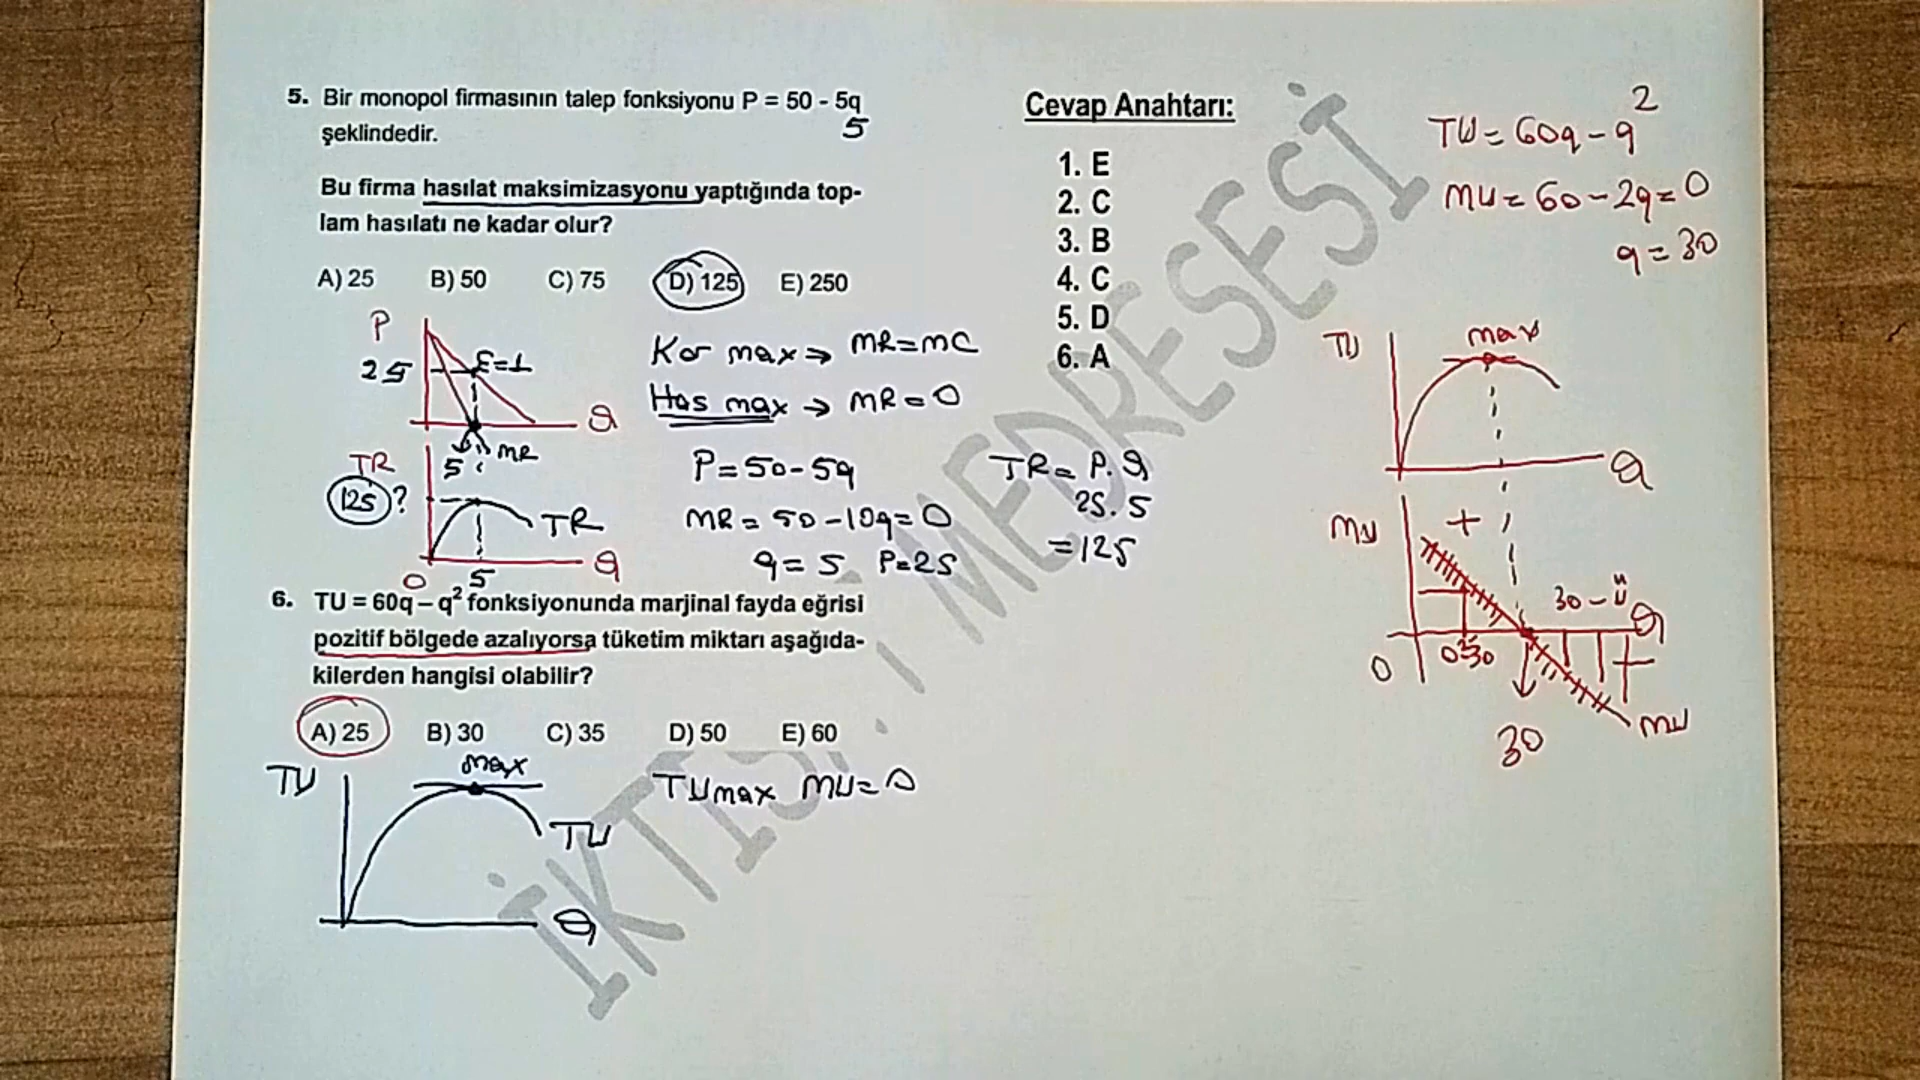 5. Bir monopol firmasının talep fonksiyonu P = 50 - 5q
5
şeklindedir.
Bu firma hasılat maksimizasyonu yaptığında top-
lam hasılatı ne kadar olur?
A) 25 B) 50 C) 75 D) 125 E) 250
P
25
E=1
Q
5
MR
TR
125 ?
TR
0
5
Q
Kar max ⇒ MR=MC
Has max → MR=0
P=50-5q
MR = 50-10q=0
q=5 P=25
TR = P.Q
25.5
=125
6. TU = 60q – q² fonksiyonunda marjinal fayda eğrisi
pozitif bölgede azalıyorsa tüketim miktarı aşağıda-
kilerden hangisi olabilir?
A) 25 B) 30 C) 35 D) 50 E) 60
TU
max
TU
Q
TUmax MU=0
Cevap Anahtarı:
1. E
2. C
3. B
4. C
5. D
6. A
TU = 60q - q²
MU = 60-2q=0
q = 30
TU
max
Q
MU
+
30-
Q
0
30
-
MU
30
İKTİSAT MEDRESESİ